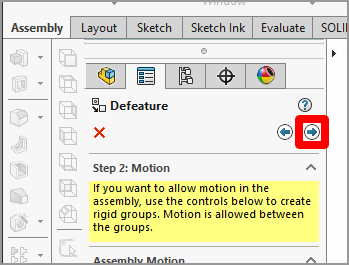 Window
Assembly Layout Sketch Sketch Ink Evaluate SOLI
Defeature
Step 2: Motion
If you want to allow motion in the
assembly, use the controls below to create
rigid groups. Motion is allowed between
the groups.
Assembly Motion